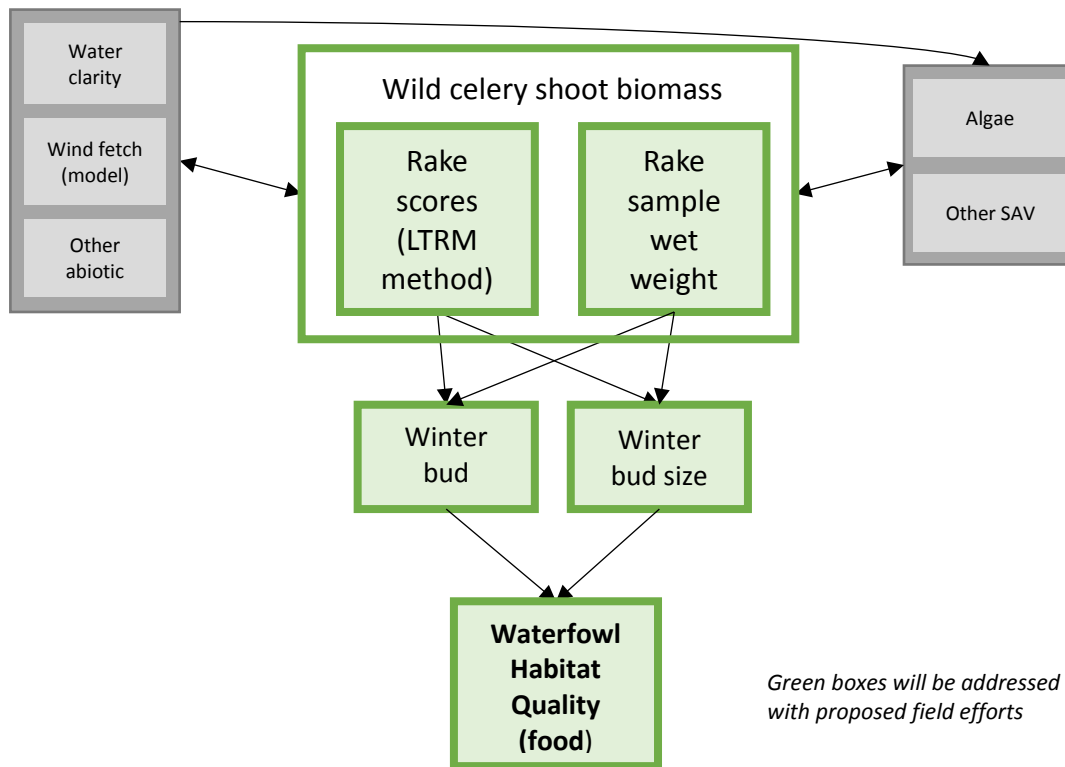 Water
clarity
Wind fetch
(model)
Other
abiotic
Wild celery shoot biomass
Rake
scores
(LTRM
method)
Rake
sample
wet
weight
Algae
Other SAV
Winter
bud
Winter
bud size
Waterfowl
Habitat
Quality
(food)
Green boxes will be addressed
with proposed field efforts